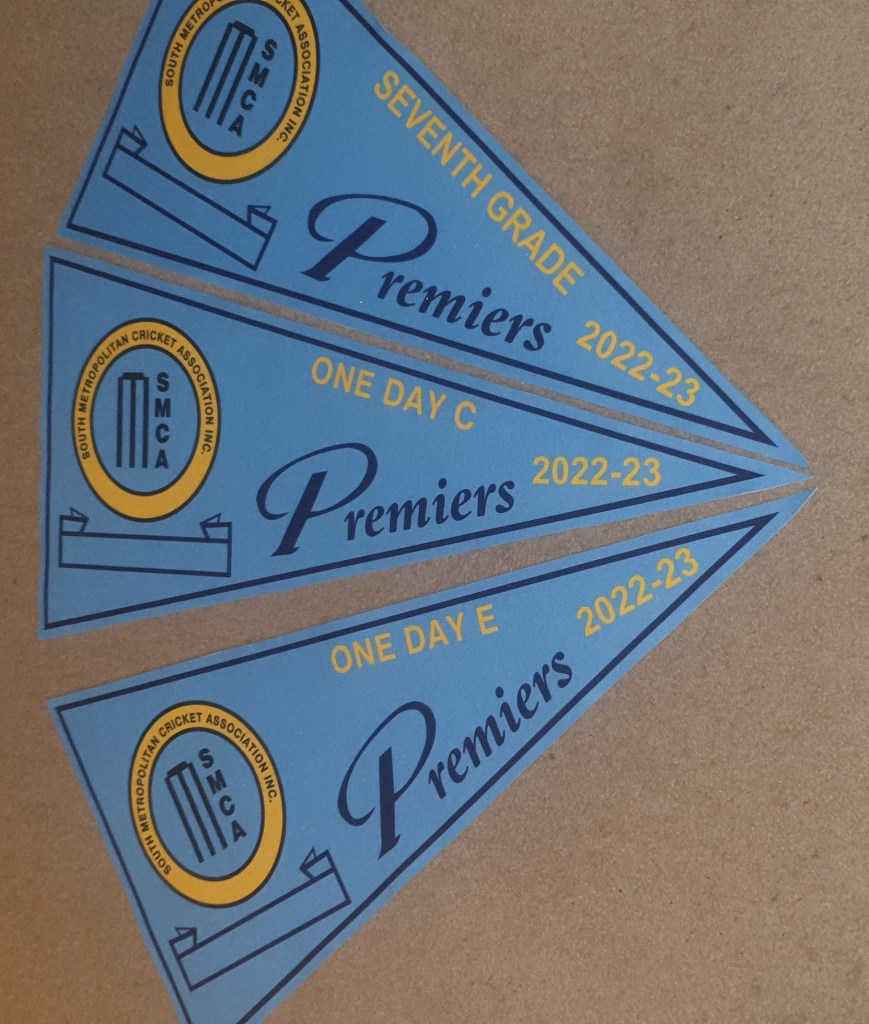 SOUTH METROPOLITAN CRICKET ASSOCIATION INC.
SMCA
SEVENTH GRADE
Premiers
2022-23
SOUTH METROPOLITAN CRICKET ASSOCIATION INC.
SMCA
ONE DAY C
Premiers
2022-23
SOUTH METROPOLITAN CRICKET ASSOCIATION INC.
SMCA
ONE DAY E
Premiers
2022-23